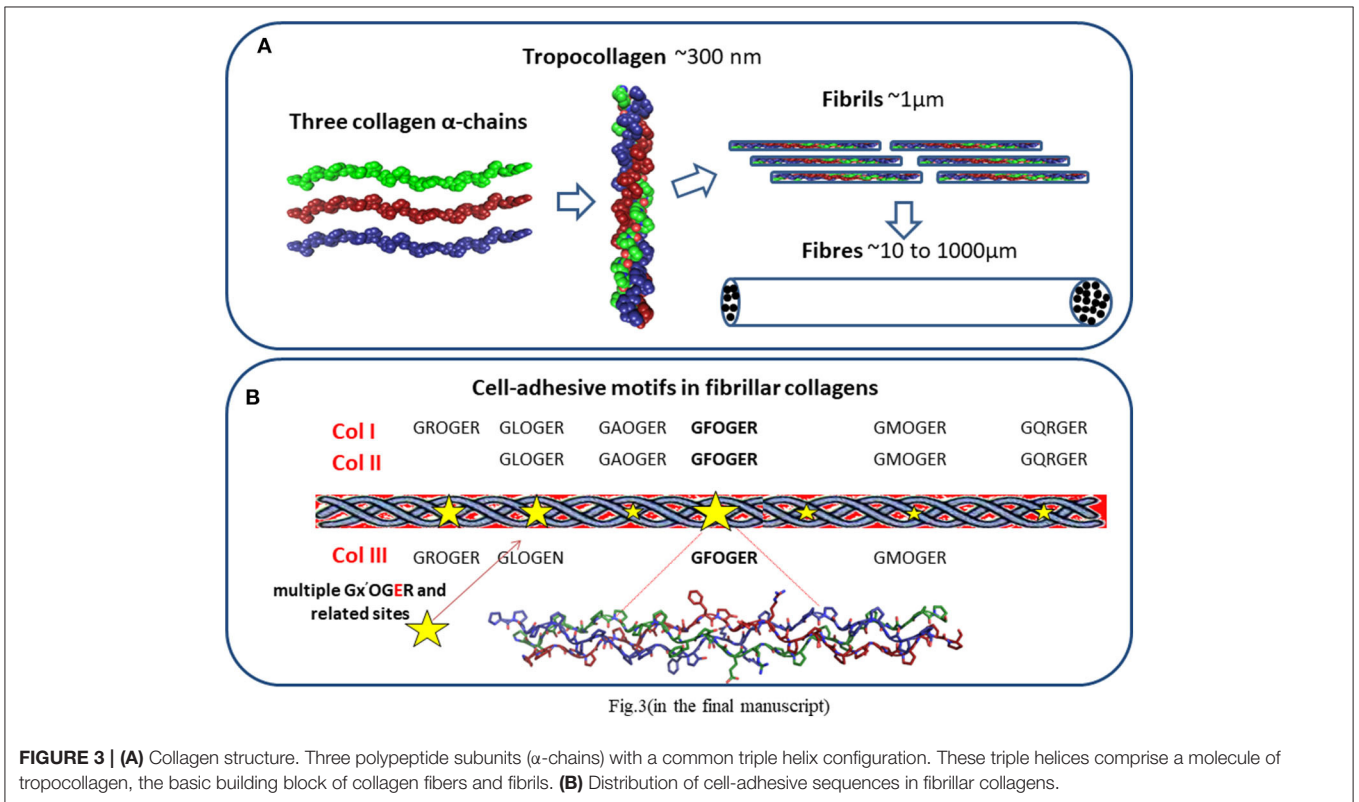 A
Tropocollagen ~300 nm
Fibrils ~1µm
Three collagen α-chains
Fibres ~10 to 1000µm
B
Cell-adhesive motifs in fibrillar collagens
Col I GROGER GLOGER GAOGER GFOGER GMOGER GQRGER
Col II GLOGER GAOGER GFOGER GMOGER GQRGER
Col III GROGER GLOGEN GFOGER GMOGER
multiple Gx'OGER and
related sites
Fig.3(in the final manuscript)
FIGURE 3 | (A) Collagen structure. Three polypeptide subunits (α-chains) with a common triple helix configuration. These triple helices comprise a molecule of
tropocollagen, the basic building block of collagen fibers and fibrils. (B) Distribution of cell-adhesive sequences in fibrillar collagens.